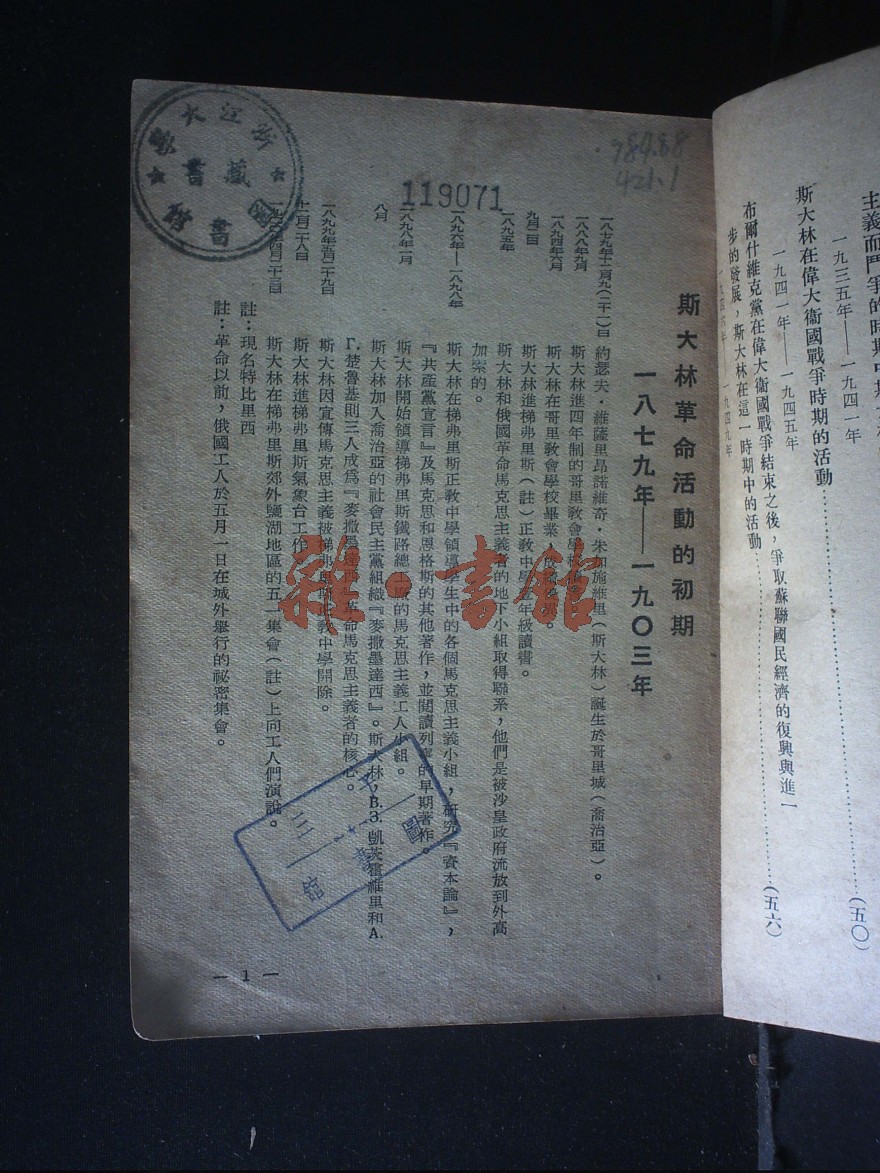 主義而鬥爭的時期中
一九三五年——一九四一年
斯大林在偉大衞國戰爭時期的活動……(五〇)
一九四一年——一九四五年
布爾什維克黨在偉大衞國戰爭結束之後，爭取蘇聯國民經濟的復興與進一
步的發展，斯大林在這一時期中的活動……(五六)
斯大林革命活動的初期
一八七九年——一九〇三年
一八七九年十二月九(二十一)日 約瑟夫·維薩里昂諾維奇·朱加施維里(斯大林)誕生於哥里城(喬治亞)。
一八八八年九月 斯大林進四年制的哥里教會學校
一八九四年六月 斯大林在哥里教會學校畢業，
九月二日 斯大林進梯弗里斯(註)正教中學一年級讀書。
一八九五年 斯大林和俄國革命馬克思主義者的地下小組取得聯系，他們是被沙皇政府流放到外高
加索的。
一八九六年—一八九八年 斯大林在梯弗里斯正教中學領導學生中的各個馬克思主義小組，研究『資本論』，
『共產黨宣言』及馬克思和恩格斯的其他著作，並閱讀列寧的早期著作。
一八九八年一月 斯大林開始領導梯弗里斯鐵路總工廠的馬克思主義工人小組。
八月 斯大林加入喬治亞的社會民主黨組織『麥撒墨達西』。斯大林，B.З.凱茨霍維里和A.
Г.楚魯基則三人成為『麥撒墨達西』革命馬克思主義者的核心。
一八九九年五月二十九日 斯大林因宣傳馬克思主義被梯弗里斯正教中學開除。
十二月二十八日 斯大林進梯弗里斯氣象台工作
一九〇〇年四月二十三日 斯大林在梯弗里斯郊外鹽湖地區的五一集會(註)上向工人們演說。
註：現名特比里西
註：革命以前，俄國工人於五月一日在城外舉行的祕密集會。
— 1 —
119071
984.88
421.1
藏書
圖書館
雜·書館